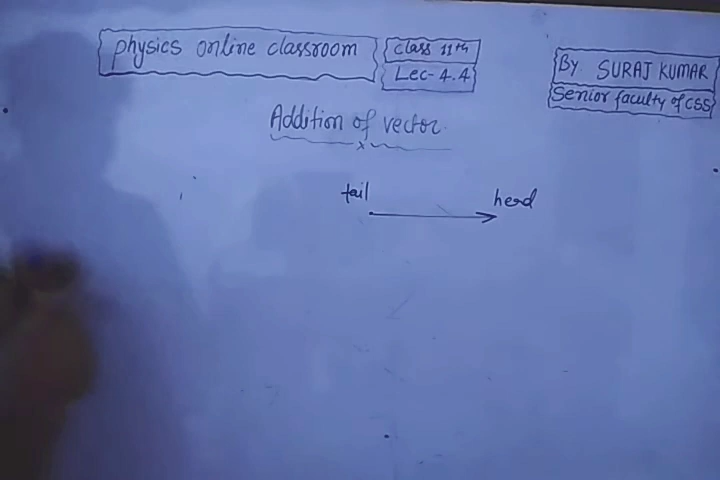 physics online classroom
Class 11th
Lec-4.4
By SURAJ KUMAR
Senior faculty of CSS
Addition of vector
x
tail
head